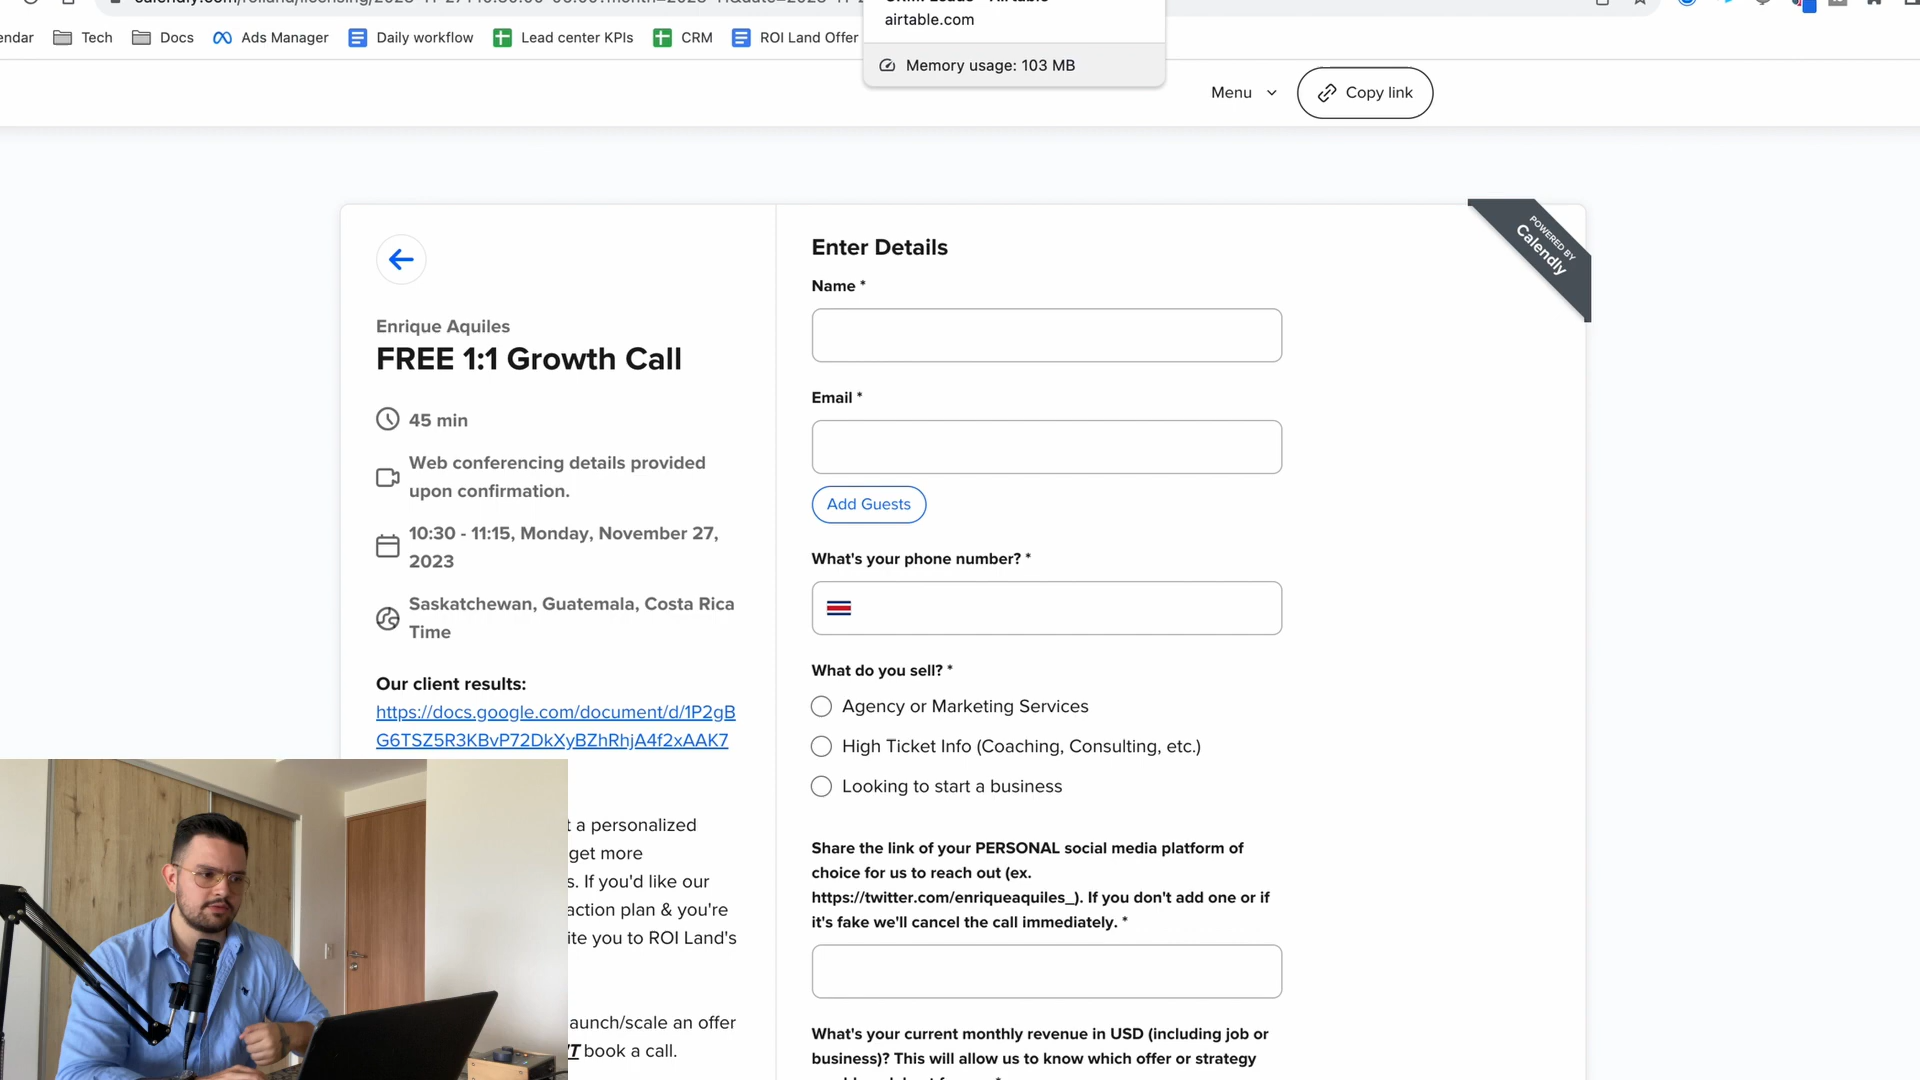 airtable.com
Memory usage: 103 MB
endar
Tech
Docs
Ads Manager
Daily workflow
Lead center KPIs
CRM
ROI Land Offer
Menu
Copy link
POWERED BY
Calendly
Enrique Aquiles
FREE 1:1 Growth Call
45 min
Web conferencing details provided
upon confirmation.
10:30 - 11:15, Monday, November 27,
2023
Saskatchewan, Guatemala, Costa Rica
Time
Our client results:
https://docs.google.com/document/d/1P2gB
G6TSZ5R3KBvP72DkXyBZhRhjA4f2xAAK7
t a personalized
get more
s. If you'd like our
action plan & you're
ite you to ROI Land's
aunch/scale an offer
T book a call.
Enter Details
Name *
Email *
Add Guests
What's your phone number? *
What do you sell? *
Agency or Marketing Services
High Ticket Info (Coaching, Consulting, etc.)
Looking to start a business
Share the link of your PERSONAL social media platform of
choice for us to reach out (ex.
https://twitter.com/enriqueaquiles_). If you don't add one or if
it's fake we'll cancel the call immediately. *
What's your current monthly revenue in USD (including job or
business)? This will allow us to know which offer or strategy